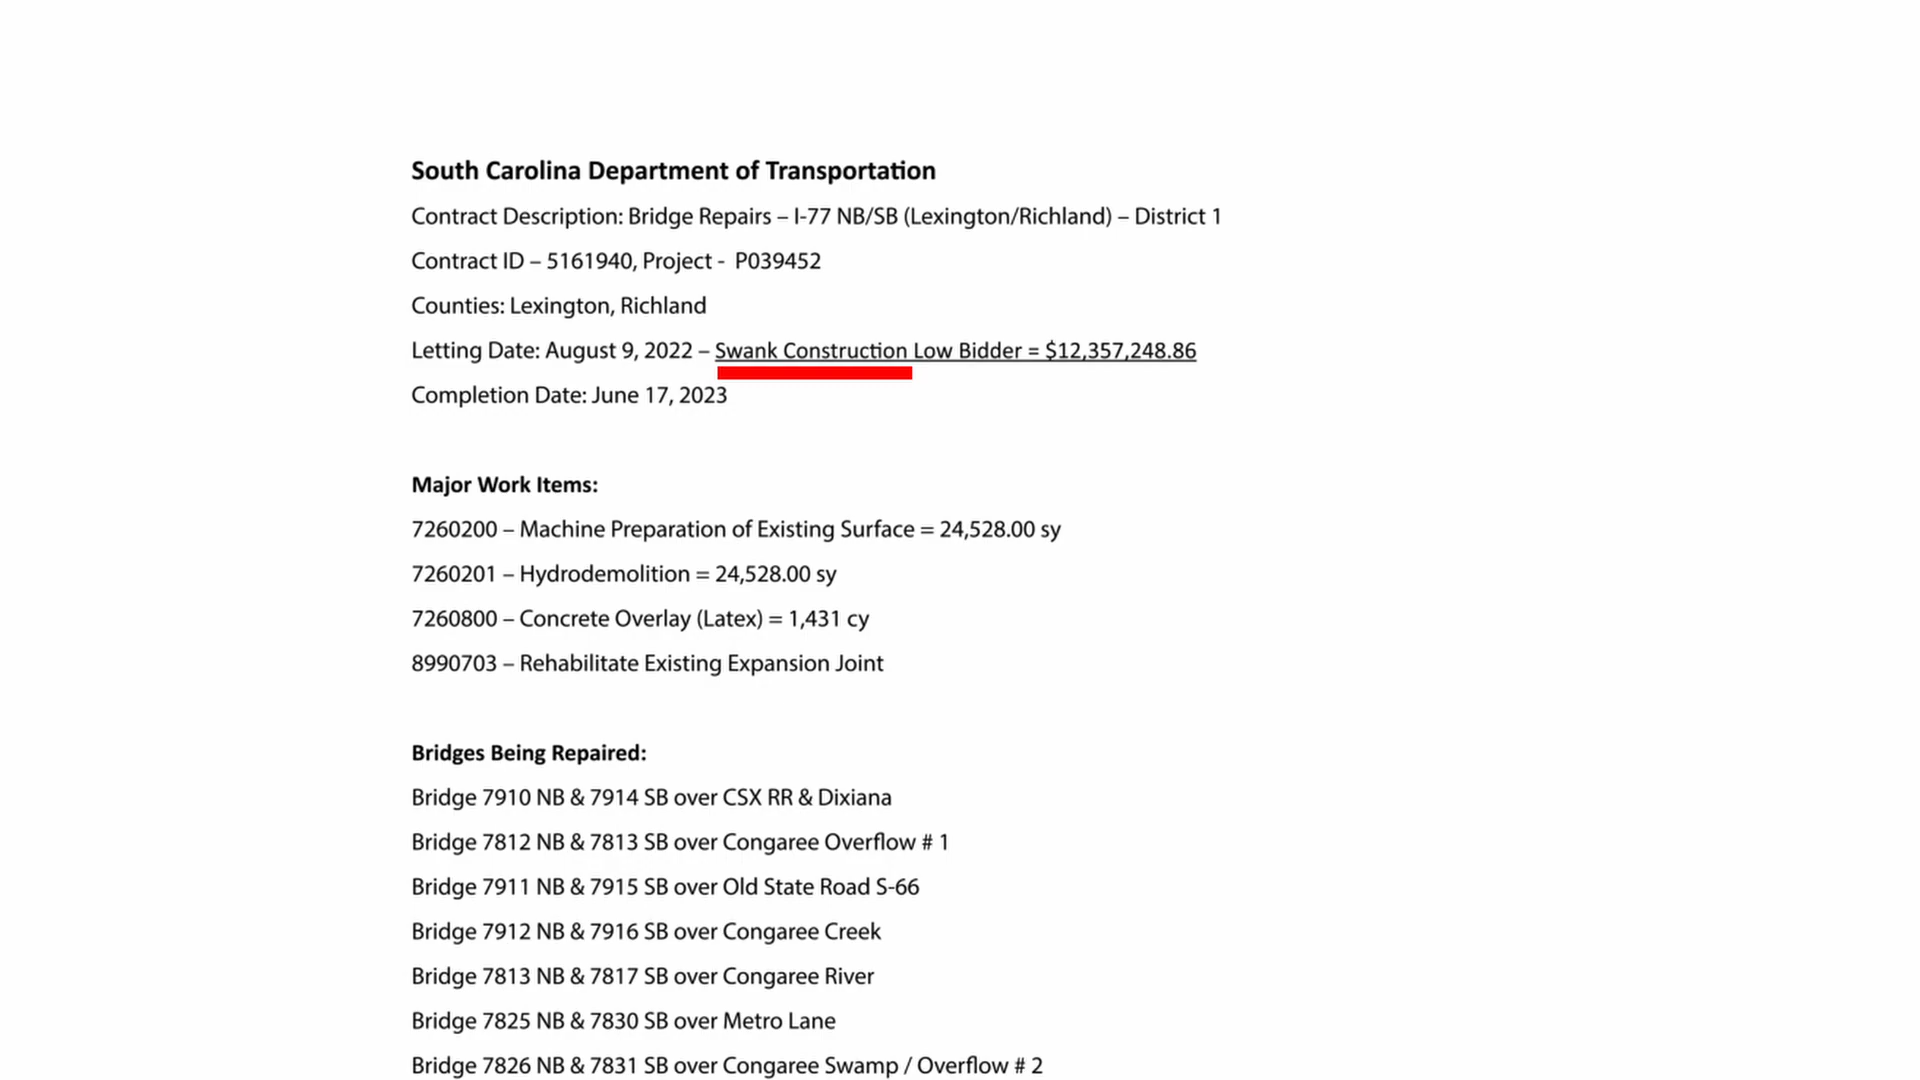 South Carolina Department of Transportation
Contract Description: Bridge Repairs – I-77 NB/SB (Lexington/Richland) – District 1
Contract ID – 5161940, Project -  P039452
Counties: Lexington, Richland
Letting Date: August 9, 2022 – Swank Construction Low Bidder = $12,357,248.86
Completion Date: June 17, 2023
Major Work Items:
7260200 – Machine Preparation of Existing Surface = 24,528.00 sy
7260201 – Hydrodemolition = 24,528.00 sy
7260800 – Concrete Overlay (Latex) = 1,431 cy
8990703 – Rehabilitate Existing Expansion Joint
Bridges Being Repaired:
Bridge 7910 NB & 7914 SB over CSX RR & Dixiana
Bridge 7812 NB & 7813 SB over Congaree Overflow # 1
Bridge 7911 NB & 7915 SB over Old State Road S-66
Bridge 7912 NB & 7916 SB over Congaree Creek
Bridge 7813 NB & 7817 SB over Congaree River
Bridge 7825 NB & 7830 SB over Metro Lane
Bridge 7826 NB & 7831 SB over Congaree Swamp / Overflow # 2